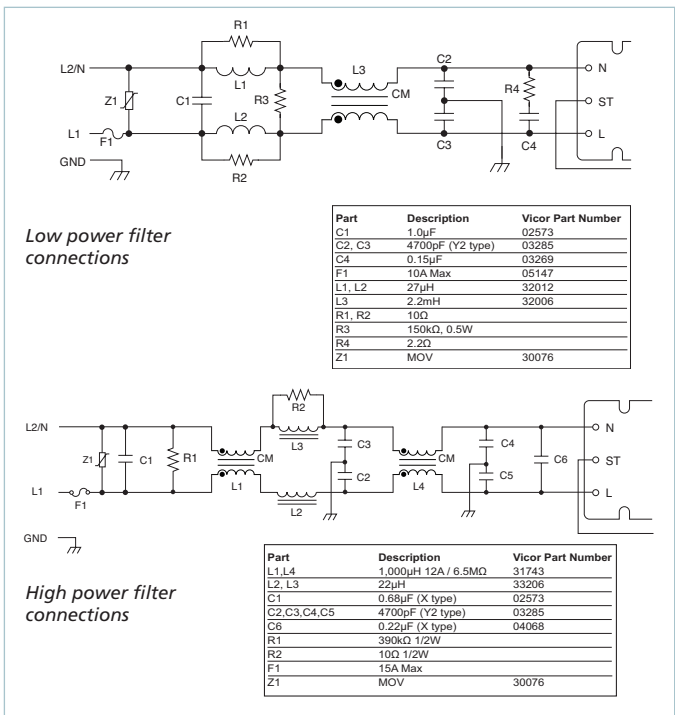 R1
L2/N
L1
L3
C2
N
Z1
C1
R3
CM
R4
ST
L2
L1
F1
C3
C4
L
GND
R2
Low power filter
connections
Part Description Vicor Part Number
C1 1.0µF 02573
C2, C3 4700pF (Y2 type) 03285
C4 0.15µF 03269
F1 10A Max 05147
L1, L2 27µH 32012
L3 2.2mH 32006
R1, R2 10Ω
R3 150kΩ, 0.5W
R4 2.2Ω
Z1 MOV 30076
R2
L2/N
N
L3
C3
C4
Z1
C1
R1
CM
CM
C6
ST
C2
C5
L1
F1
L1
L2
L4
L
GND
High power filter
connections
Part Description Vicor Part Number
L1,L4 1,000µH 12A / 6.5MΩ 31743
L2, L3 22µH 33206
C1 0.68µF (X type) 02573
C2,C3,C4,C5 4700pF (Y2 type) 03285
C6 0.22µF (X type) 04068
R1 390kΩ 1/2W
R2 10Ω 1/2W
F1 15A Max
Z1 MOV 30076